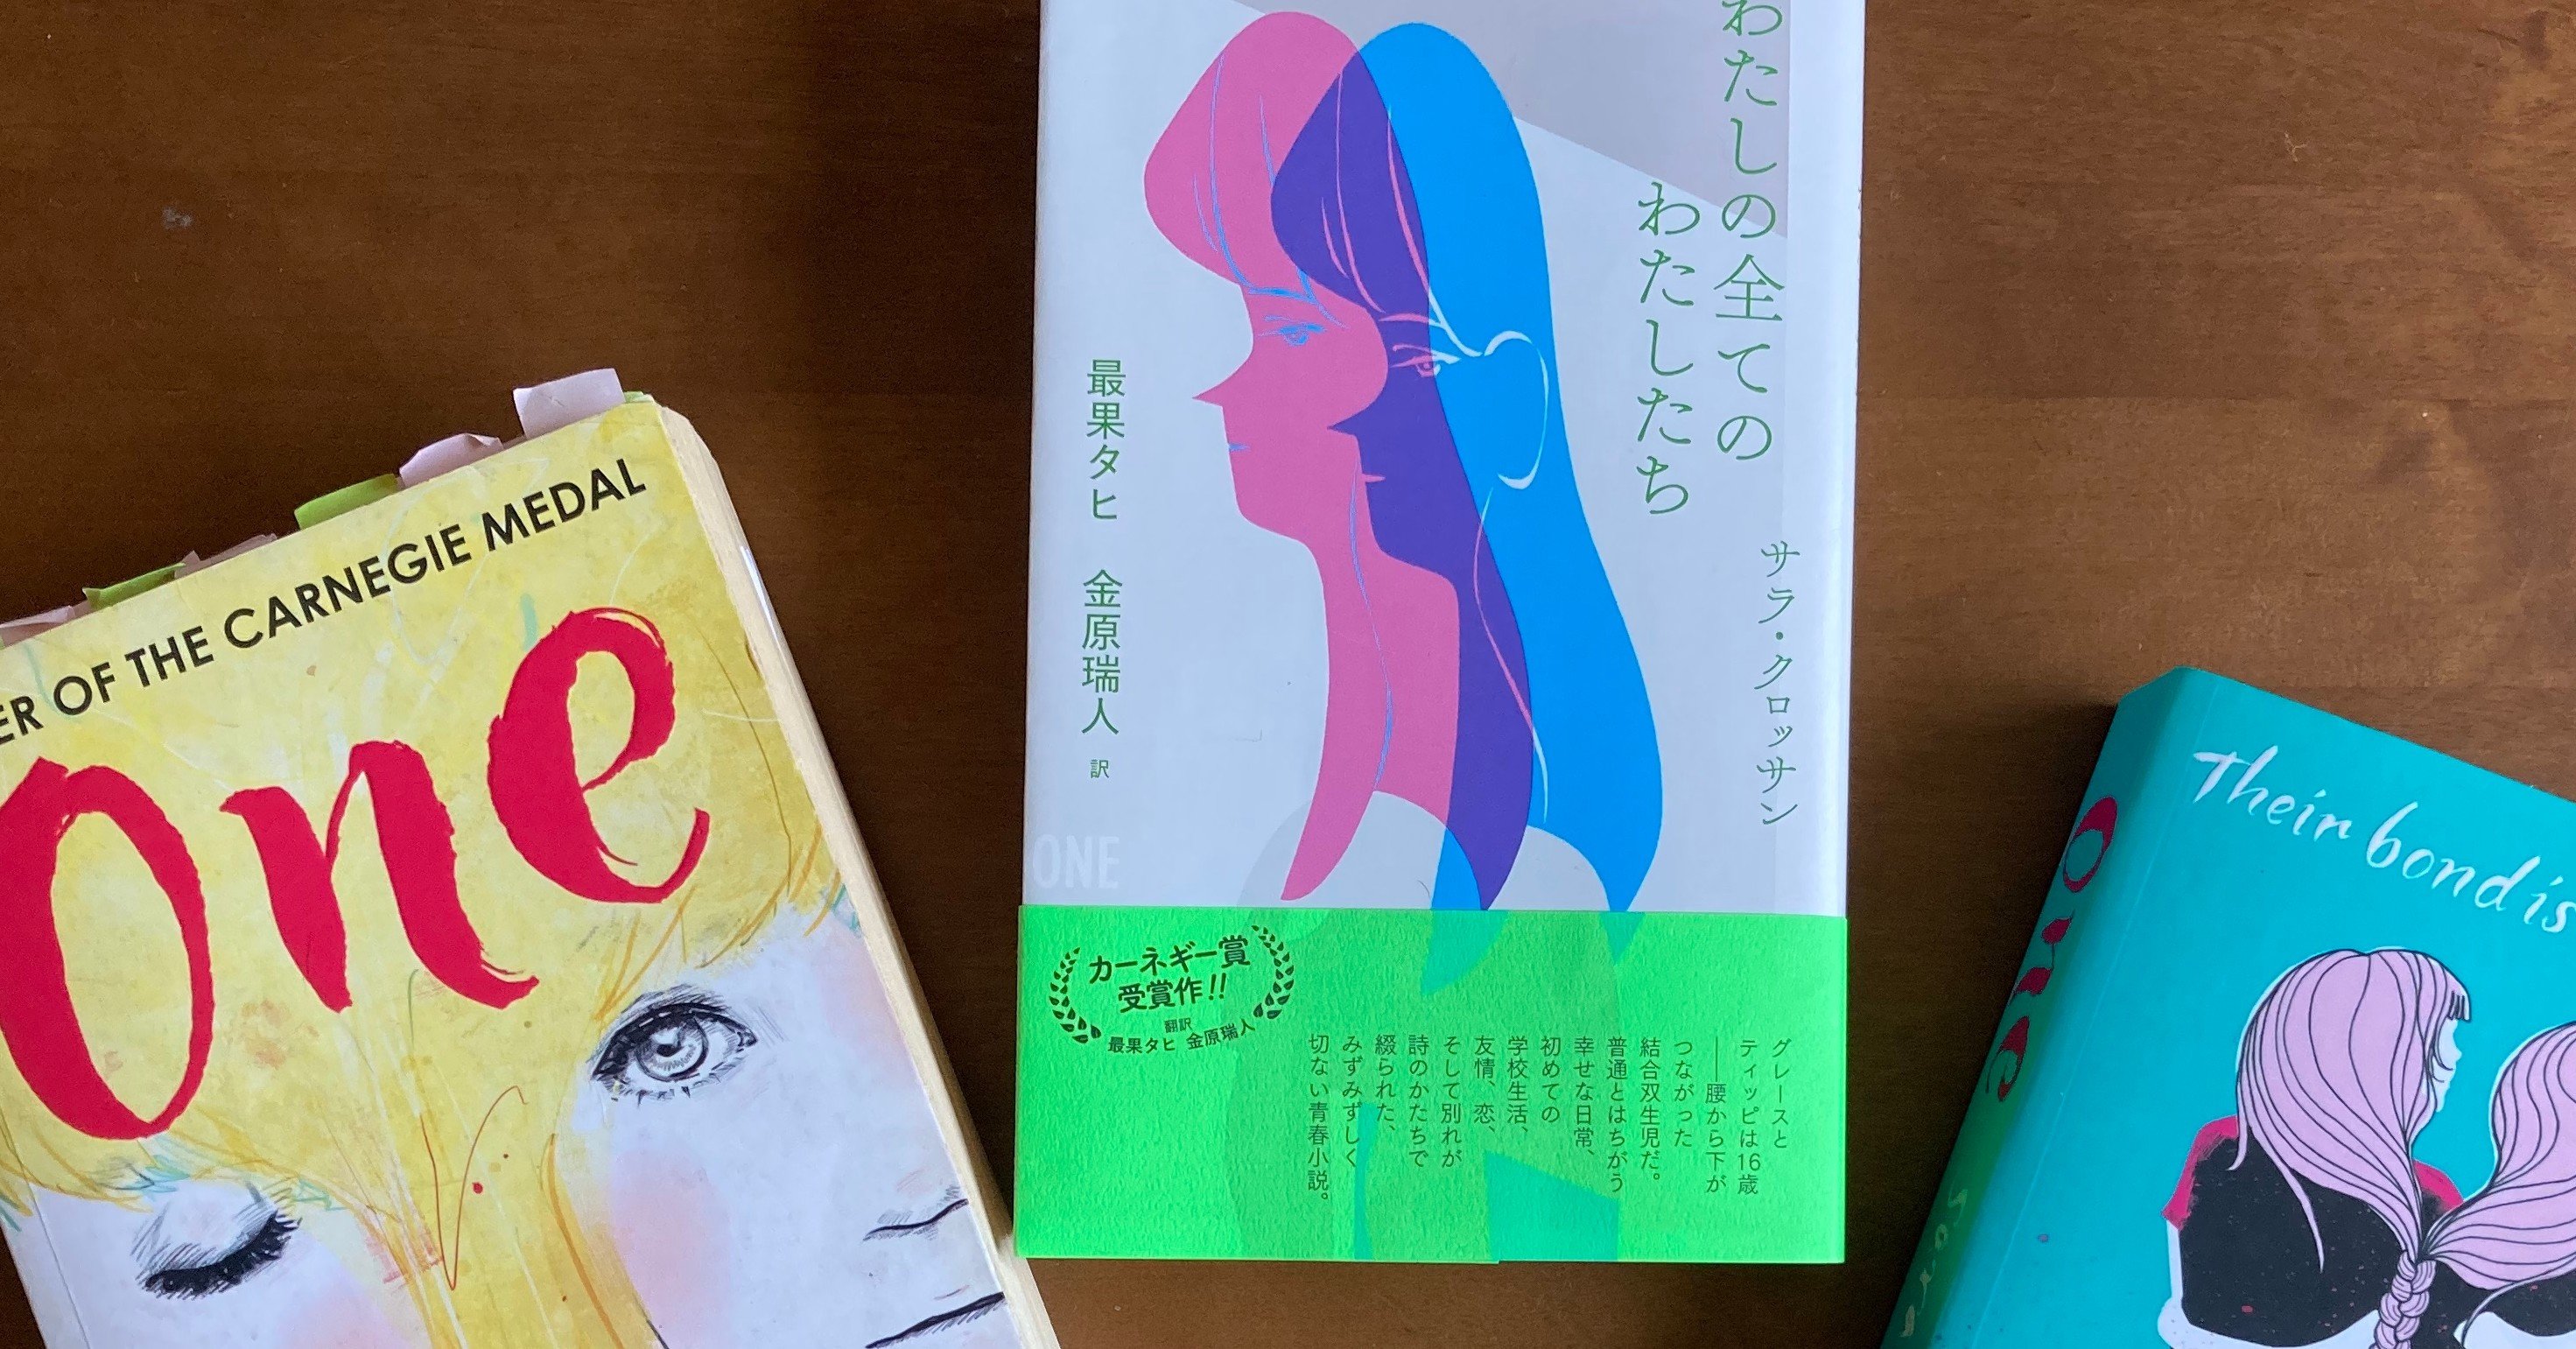 ER OF THE CARNEGIE MEDAL
one
わたしの全ての
わたしたち
サラ・クロッサン
最果タヒ 金原瑞人 訳
ONE
カーネギー賞
受賞作!!
翻訳
最果タヒ 金原瑞人
グレースと
ティッピは16歳
――腰から下が
つながった
結合双生児だ。
普通とはちがう
幸せな日常、
初めての
学校生活、
友情、恋、
そして別れが
詩のかたちで
綴られた、
みずみずしく
切ない青春小説。
Their bond is
one